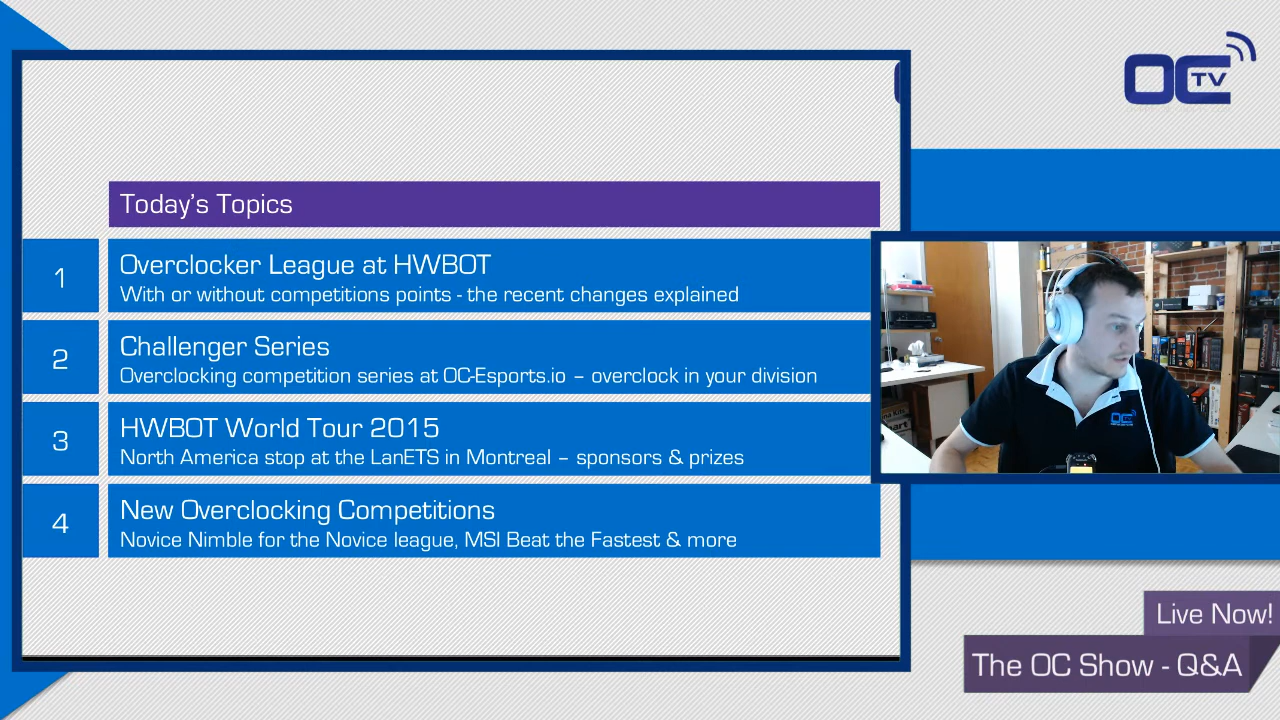 OC TV
Today's Topics
1
Overclocker League at HWBOT
With or without competitions points - the recent changes explained
2
Challenger Series
Overclocking competition series at OC-Esports.io – overclock in your division
3
HWBOT World Tour 2015
North America stop at the LanETS in Montreal – sponsors & prizes
4
New Overclocking Competitions
Novice Nimble for the Novice league, MSI Beat the Fastest & more
OC
Live Now!
The OC Show - Q&A